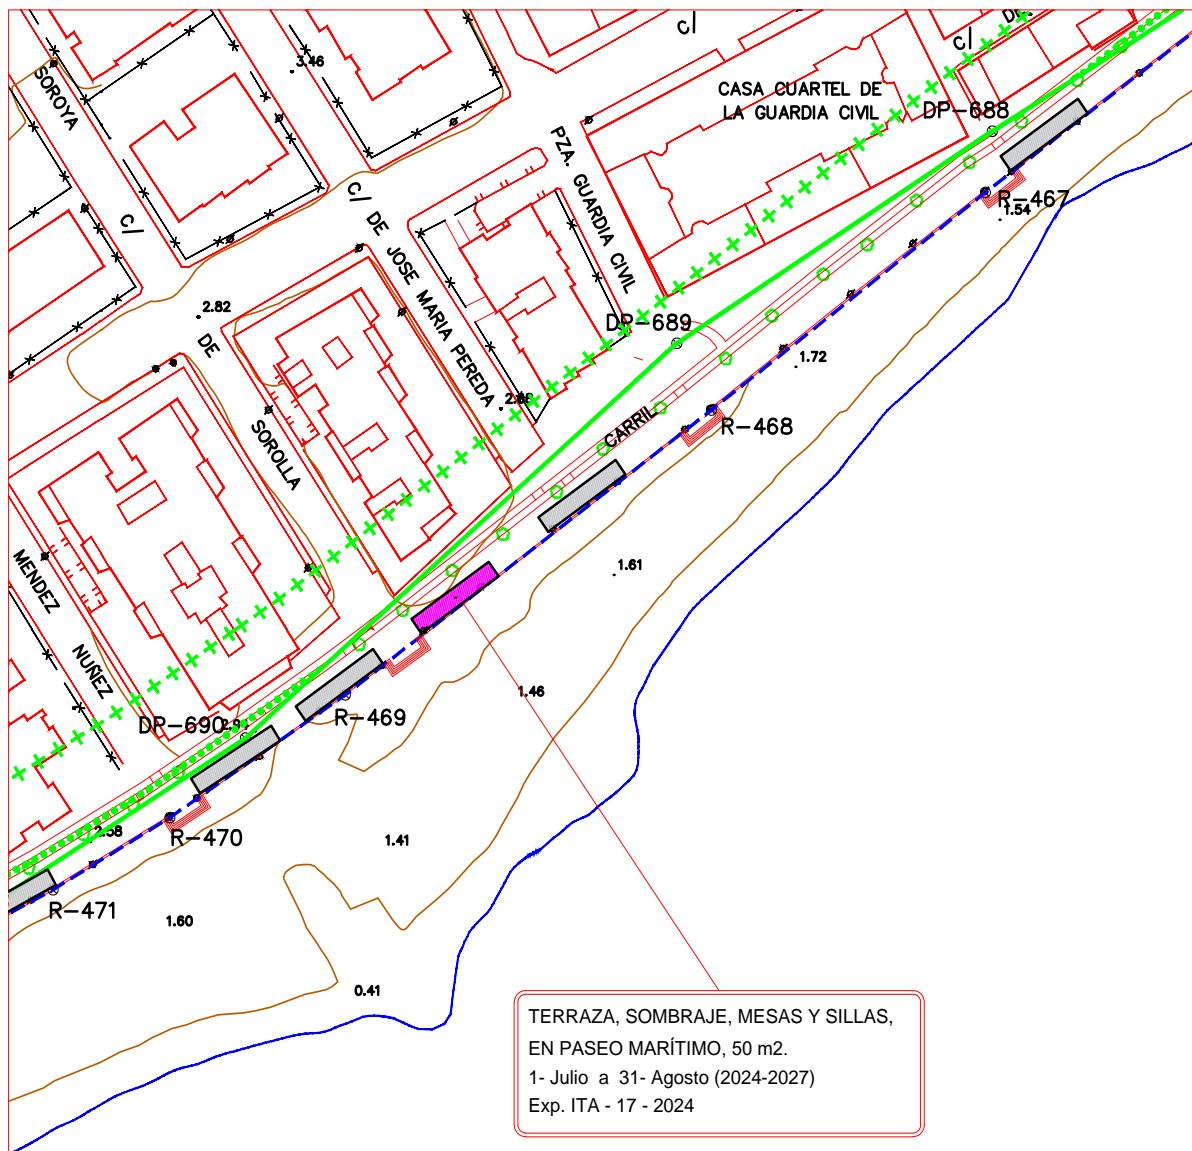 C/
DE
C/
SOROYA
3.46
CASA CUARTEL DE
LA GUARDIA CIVIL
DP-688
PZA. GUARDIA CIVIL
C/ DE JOSE MARIA PEREDA
C/
R-467
1.54
2.82
DE
DP-689
1.72
SOROLLA
CARRIL
R-468
MENDEZ
NUÑEZ
1.61
1.46
R-469
DP-690
R-470
2.58
1.41
R-471
1.60
0.41
TERRAZA, SOMBRAJE, MESAS Y SILLAS,
EN PASEO MARÍTIMO, 50 m2.
1- Julio a 31- Agosto (2024-2027)
Exp. ITA - 17 - 2024